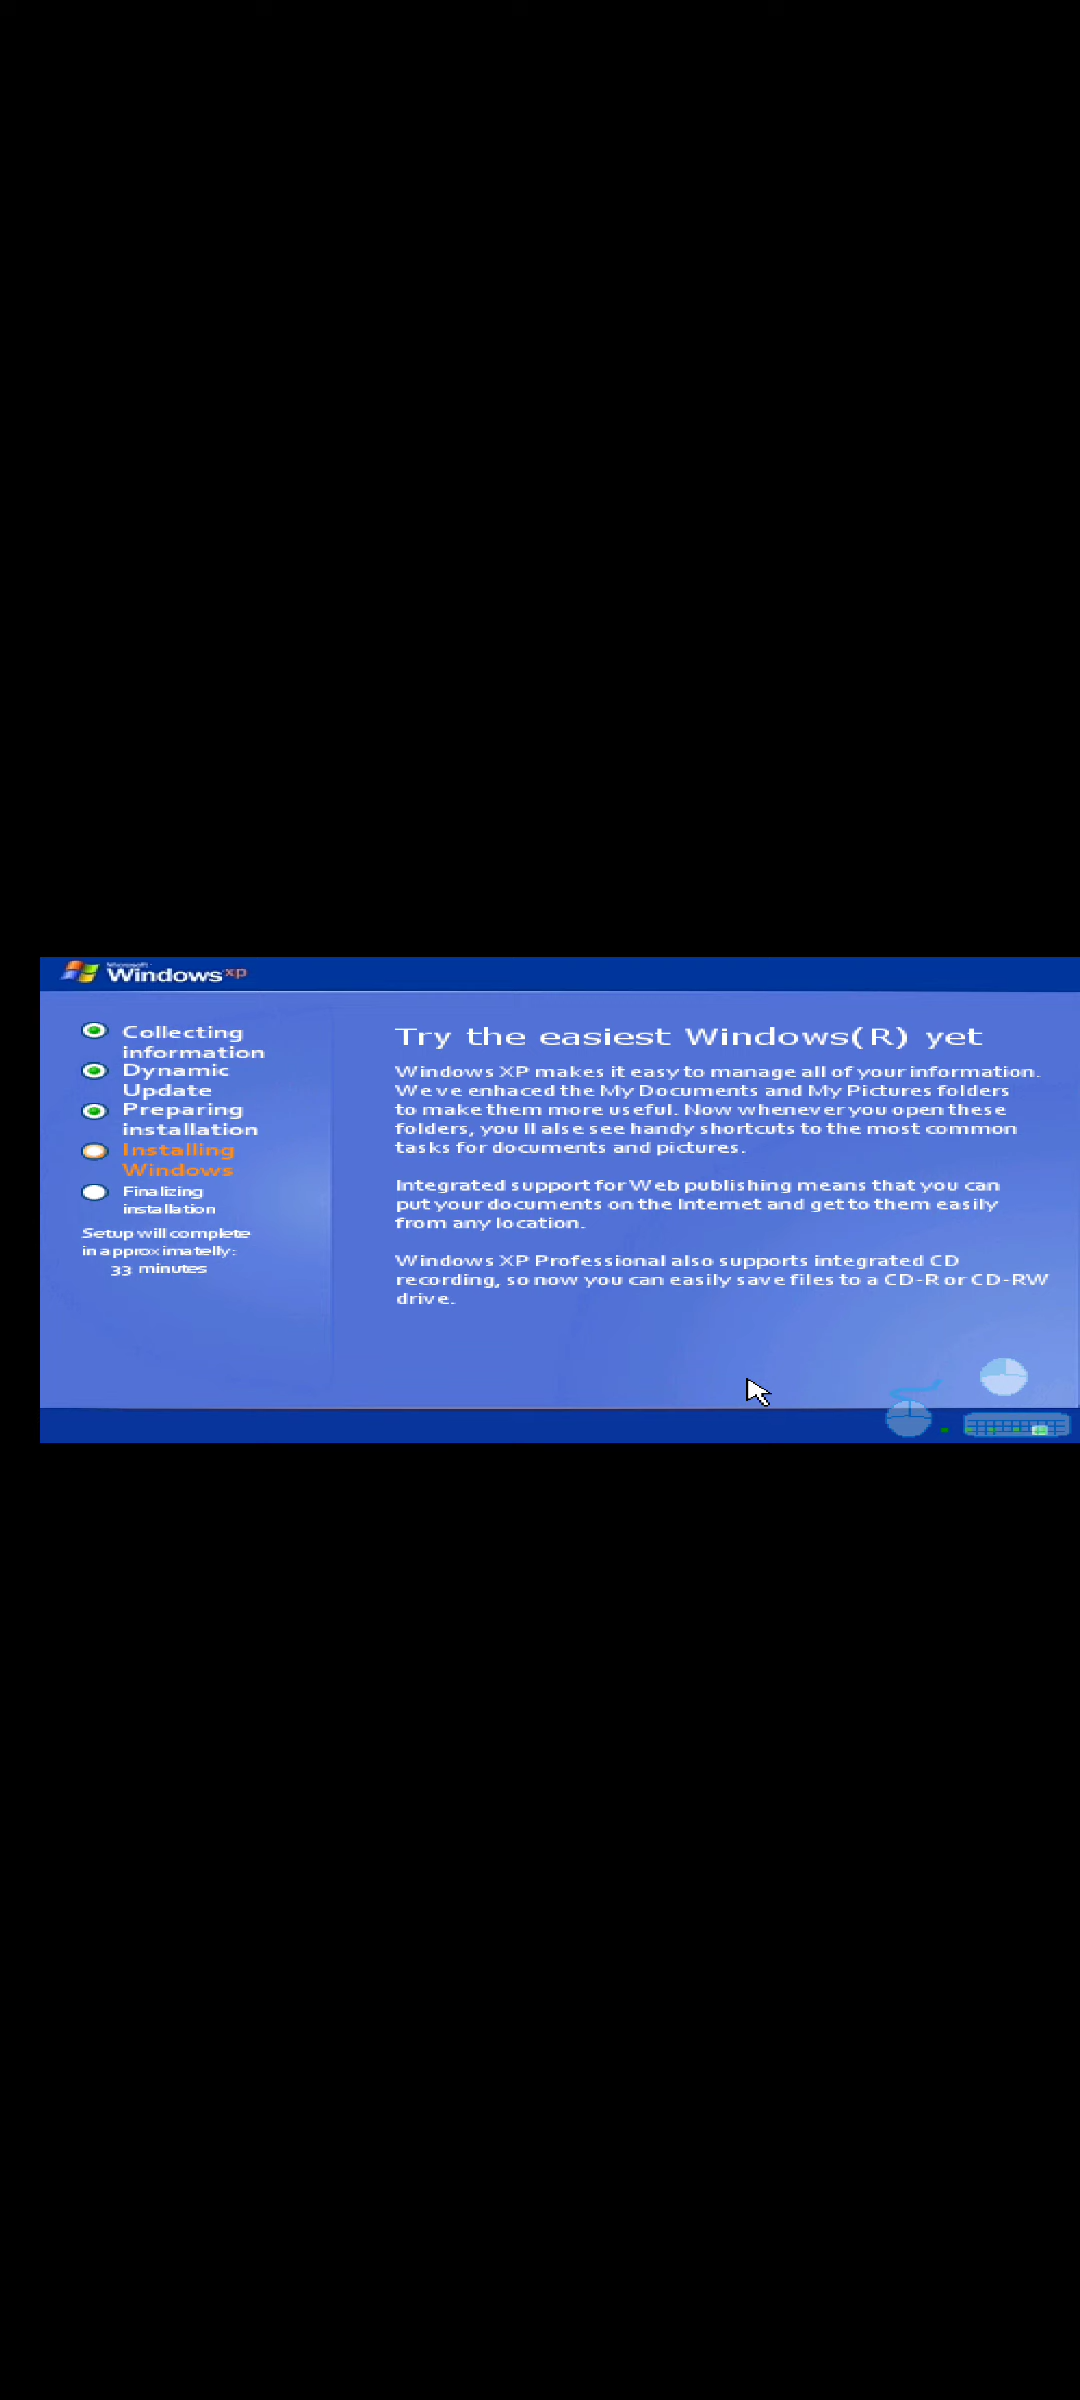 Microsoft
Windows xp
Collecting
information
Dynamic
Update
Preparing
installation
Installing
Windows
Finalizing
installation
Setup will complete
in approximatelly:
33 minutes
Try the easiest Windows(R) yet
Windows XP makes it easy to manage all of your information.
We ve enhaced the My Documents and My Pictures folders
to make them more useful. Now whenever you open these
folders, you ll alse see handy shortcuts to the most common
tasks for documents and pictures.
Integrated support for Web publishing means that you can
put your documents on the Internet and get to them easily
from any location.
Windows XP Professional also supports integrated CD
recording, so now you can easily save files to a CD-R or CD-RW
drive.